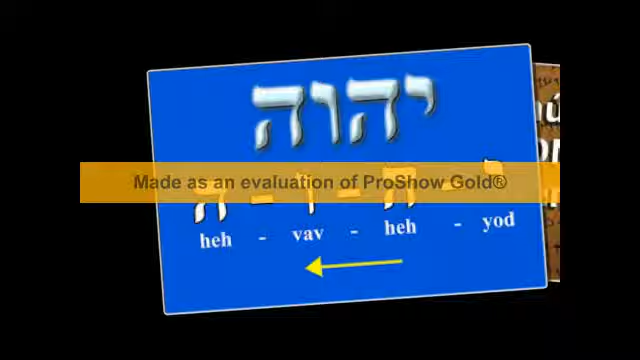 יהוה
י - ה - ו - ה
Made as an evaluation of ProShow Gold®
heh - vav - heh - yod